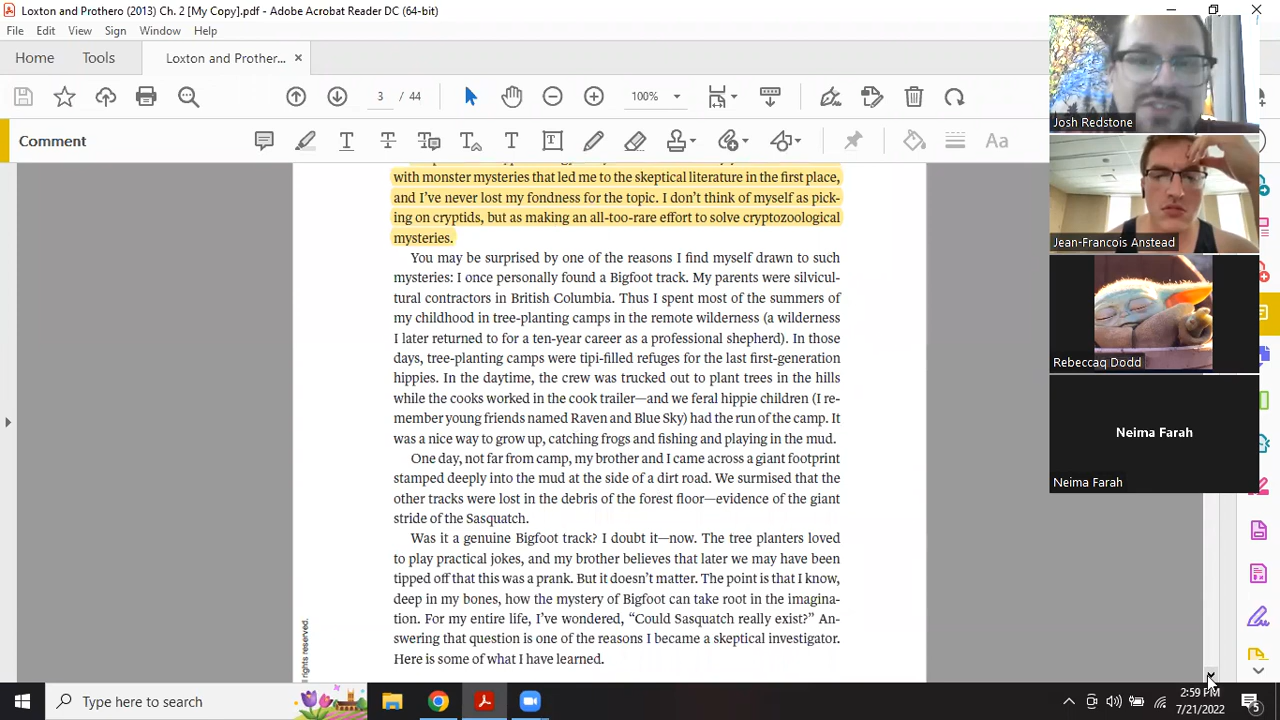 Loxton and Prothero (2013) Ch. 2 [My Copy].pdf - Adobe Acrobat Reader DC (64-bit)
File Edit View Sign Window Help
Home Tools Loxton and Prother... ×
3 / 44 100%
Comment
with monster mysteries that led me to the skeptical literature in the first place,
and I’ve never lost my fondness for the topic. I don’t think of myself as pick-
ing on cryptids, but as making an all-too-rare effort to solve cryptozoological
mysteries.
You may be surprised by one of the reasons I find myself drawn to such
mysteries: I once personally found a Bigfoot track. My parents were silvicul-
tural contractors in British Columbia. Thus I spent most of the summers of
my childhood in tree-planting camps in the remote wilderness (a wilderness
I later returned to for a ten-year career as a professional shepherd). In those
days, tree-planting camps were tipi-filled refuges for the last first-generation
hippies. In the daytime, the crew was trucked out to plant trees in the hills
while the cooks worked in the cook trailer—and we feral hippie children (I re-
member young friends named Raven and Blue Sky) had the run of the camp. It
was a nice way to grow up, catching frogs and fishing and playing in the mud.
One day, not far from camp, my brother and I came across a giant footprint
stamped deeply into the mud at the side of a dirt road. We surmised that the
other tracks were lost in the debris of the forest floor—evidence of the giant
stride of the Sasquatch.
Was it a genuine Bigfoot track? I doubt it—now. The tree planters loved
to play practical jokes, and my brother believes that later we may have been
tipped off that this was a prank. But it doesn’t matter. The point is that I know,
deep in my bones, how the mystery of Bigfoot can take root in the imagina-
tion. For my entire life, I’ve wondered, “Could Sasquatch really exist?” An-
swering that question is one of the reasons I became a skeptical investigator.
Here is some of what I have learned.
rights reserved.
Josh Redstone
Jean-Francois Anstead
Rebeccaq Dodd
Neima Farah
Neima Farah
Type here to search
2:59 PM
7/21/2022
5